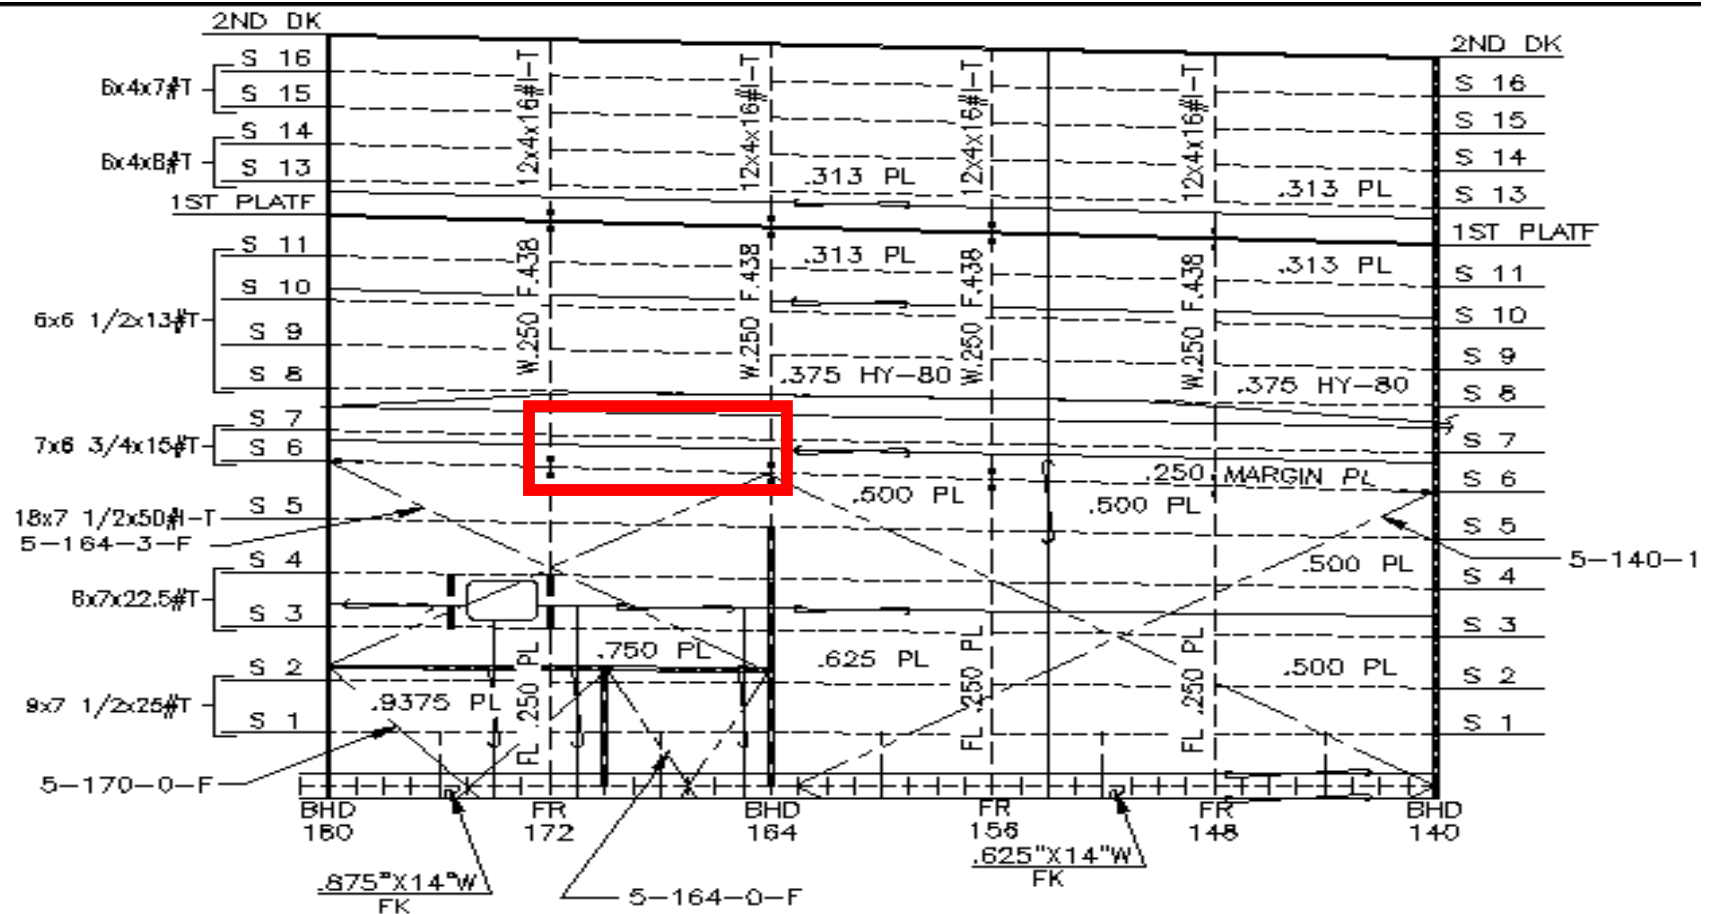 2ND DK
2ND DK
S 16
6x4x7#T
S 15
S 14
6x4x8#T
S 13
1ST PLATF
S 11
S 10
6x6 1/2x13#T
S 9
S 8
S 7
7x6 3/4x15#T
S 6
S 5
18x7 1/2x50#I-T
5-164-3-F
S 4
8x7x22.5#T
S 3
S 2
9x7 1/2x25#T
S 1
5-170-0-F
12x4x16#I-T
12x4x16#I-T
12x4x16#I-T
12x4x16#I-T
.313 PL
.313 PL
W.250 F.438
W.250 F.438
W.250 F.438
W.250 F.438
.313 PL
.313 PL
.375 HY-80
.375 HY-80
.250 MARGIN PL
.500 PL
.500 PL
.500 PL
.750 PL
.625 PL
.500 PL
.9375 PL
FL .250 PL
FL .250 PL
FL .250 PL
S 16
S 15
S 14
S 13
1ST PLATF
S 11
S 10
S 9
S 8
S 7
S 6
S 5
5-140-1
S 4
S 3
S 2
S 1
BHD 180
FR 172
BHD 164
FR 156
FR 148
BHD 140
.875"X14"W
FK
5-164-0-F
.625"X14"W
FK